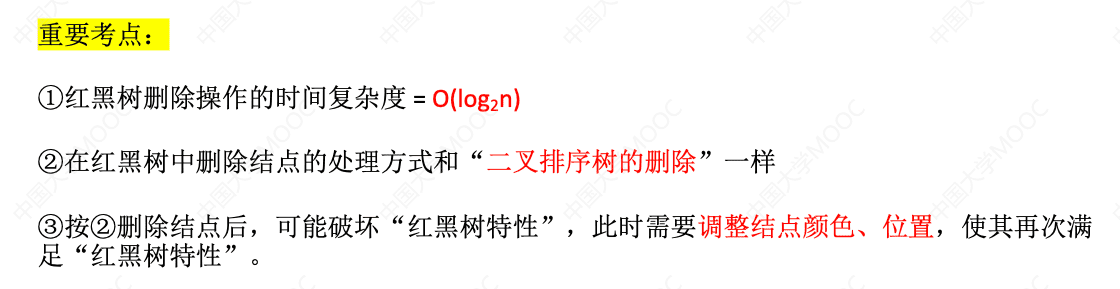 重要考点：
①红黑树删除操作的时间复杂度 = O(log₂n)
②在红黑树中删除结点的处理方式和“二叉排序树的删除”一样
③按②删除结点后，可能破坏“红黑树特性”，此时需要调整结点颜色、位置，使其再次满
足“红黑树特性”。
中国大学MOOC